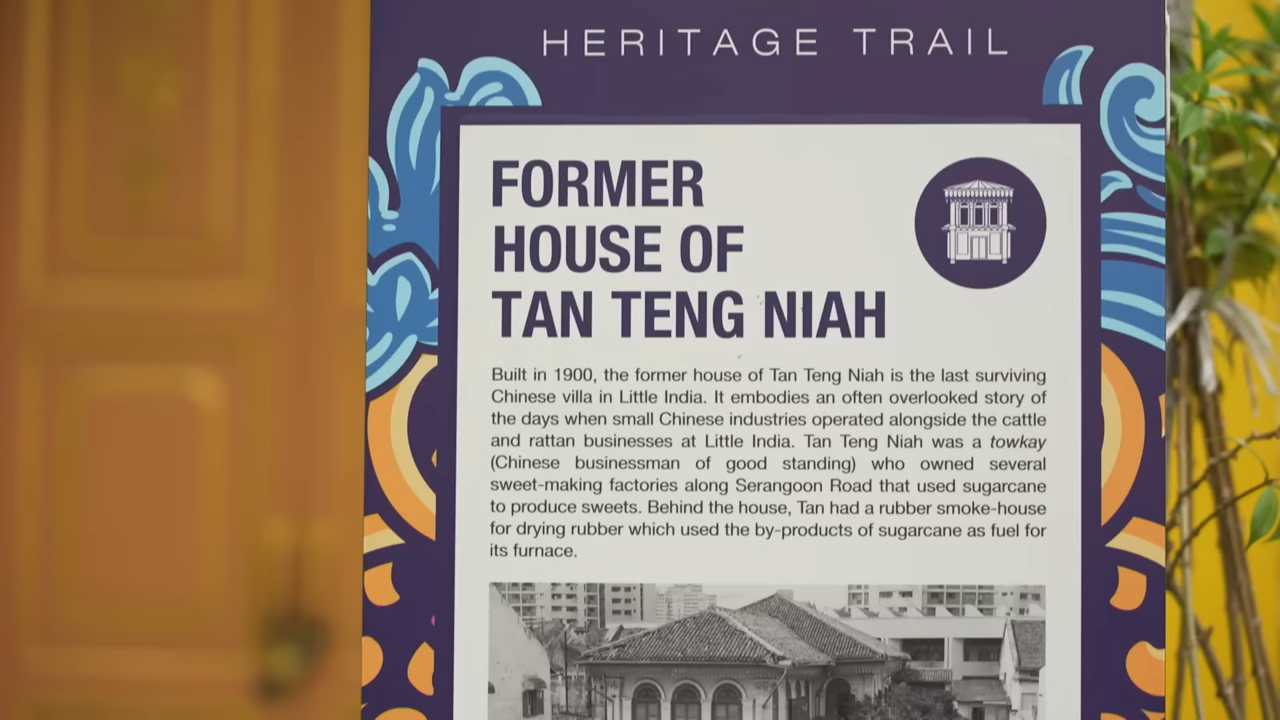 HERITAGE TRAIL
FORMER
HOUSE OF
TAN TENG NIAH
Built in 1900, the former house of Tan Teng Niah is the last surviving
Chinese villa in Little India. It embodies an often overlooked story of
the days when small Chinese industries operated alongside the cattle
and rattan businesses at Little India. Tan Teng Niah was a towkay
(Chinese businessman of good standing) who owned several
sweet-making factories along Serangoon Road that used sugarcane
to produce sweets. Behind the house, Tan had a rubber smoke-house
for drying rubber which used the by-products of sugarcane as fuel for
its furnace.